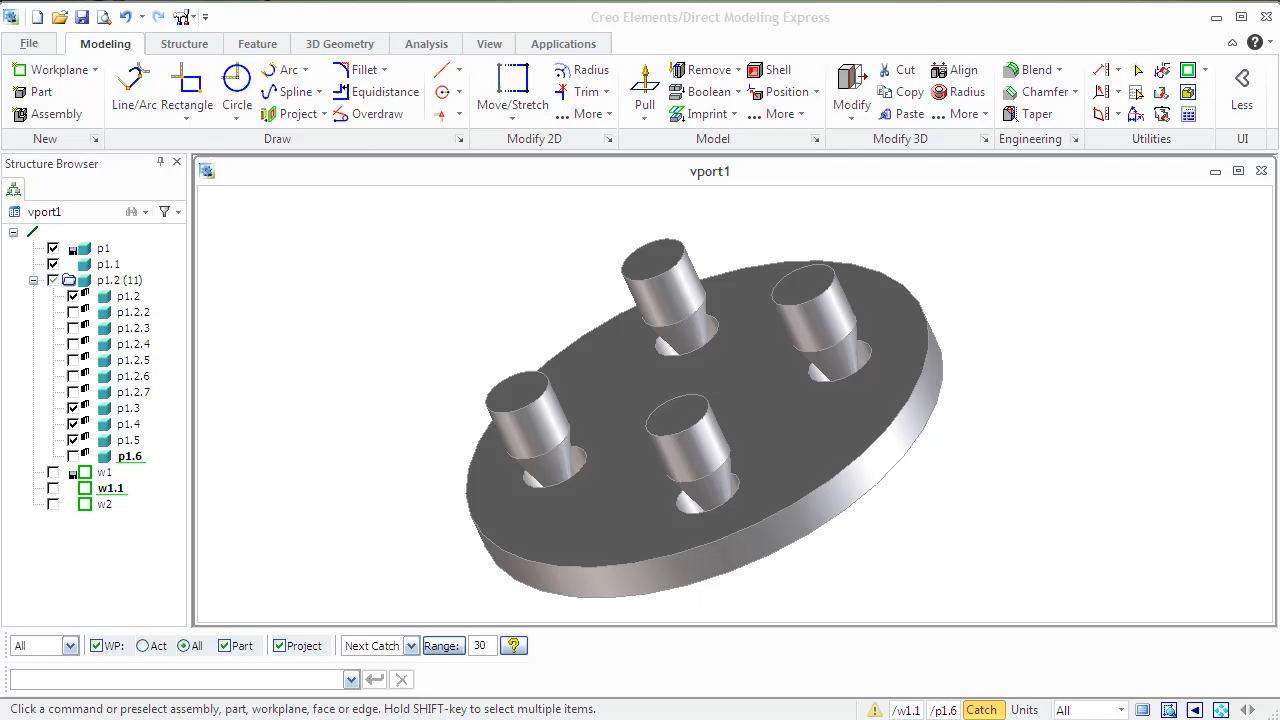 Creo Elements/Direct Modeling Express
File Modeling Structure Feature 3D Geometry Analysis View Applications
Workplane Arc Fillet Radius Remove Shell Cut Align Blend
Part Spline Equidistance Trim Boolean Position Copy Radius Chamfer
Assembly Line/Arc Rectangle Circle Project Overdraw Move/Stretch More Pull Imprint More Modify Paste More Taper Less
New Draw Modify 2D Model Modify 3D Engineering Utilities UI
Structure Browser
vport1
vport1
p1
p1.1
p1.2 (11)
p1.2
p1.2.2
p1.2.3
p1.2.4
p1.2.5
p1.2.6
p1.2.7
p1.3
p1.4
p1.5
p1.6
w1
w1.1
w2
All WP: Act All Part Project Next Catch Range: 30 ?
Click a command or preselect assembly, part, workplane, face or edge. Hold SHIFT-key to select multiple items. /w1.1 /p1.6 Catch Units All